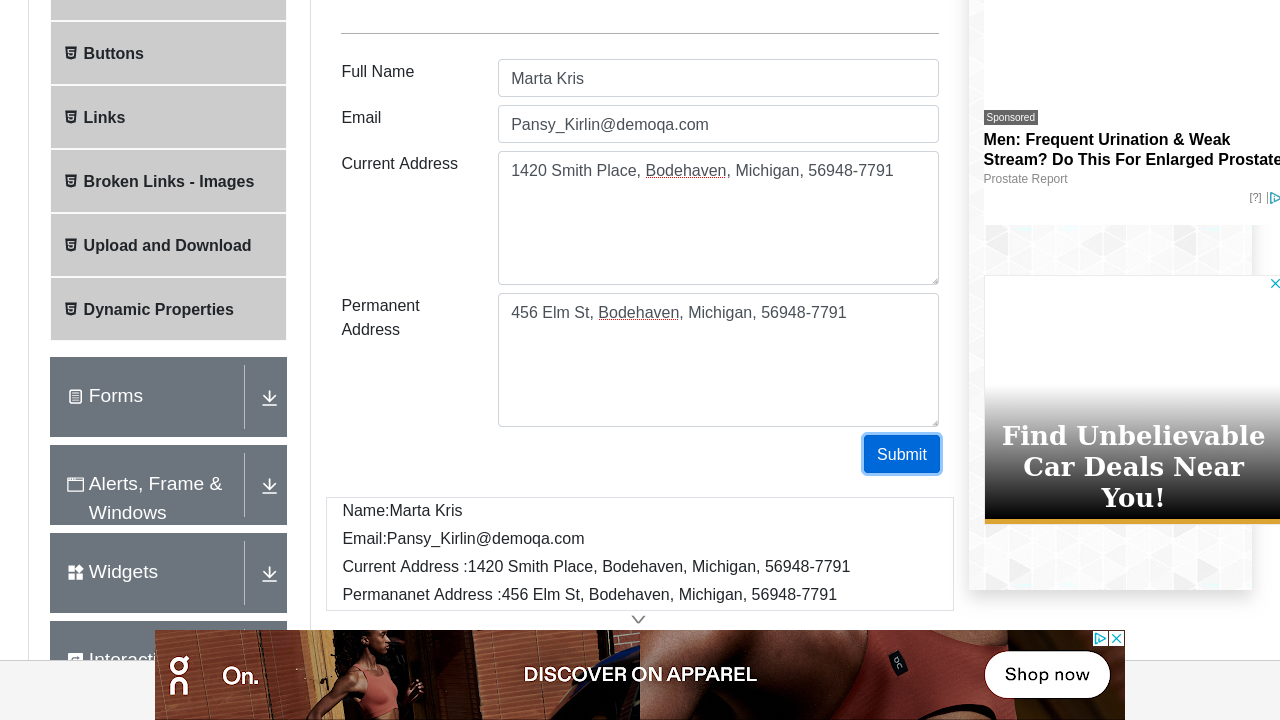 Buttons
Links
Broken Links - Images
Upload and Download
Dynamic Properties
Forms
Alerts, Frame &
Windows
Widgets
Full Name
Marta Kris
Email
Pansy_Kirlin@demoqa.com
Current Address
1420 Smith Place, Bodehaven, Michigan, 56948-7791
Permanent
Address
456 Elm St, Bodehaven, Michigan, 56948-7791
Submit
Name:Marta Kris
Email:Pansy_Kirlin@demoqa.com
Current Address :1420 Smith Place, Bodehaven, Michigan, 56948-7791
Permananet Address :456 Elm St, Bodehaven, Michigan, 56948-7791
Sponsored
Men: Frequent Urination & Weak
Stream? Do This For Enlarged Prostate
Prostate Report
[?]
Find Unbelievable
Car Deals Near
You!
On.
DISCOVER ON APPAREL
Shop now